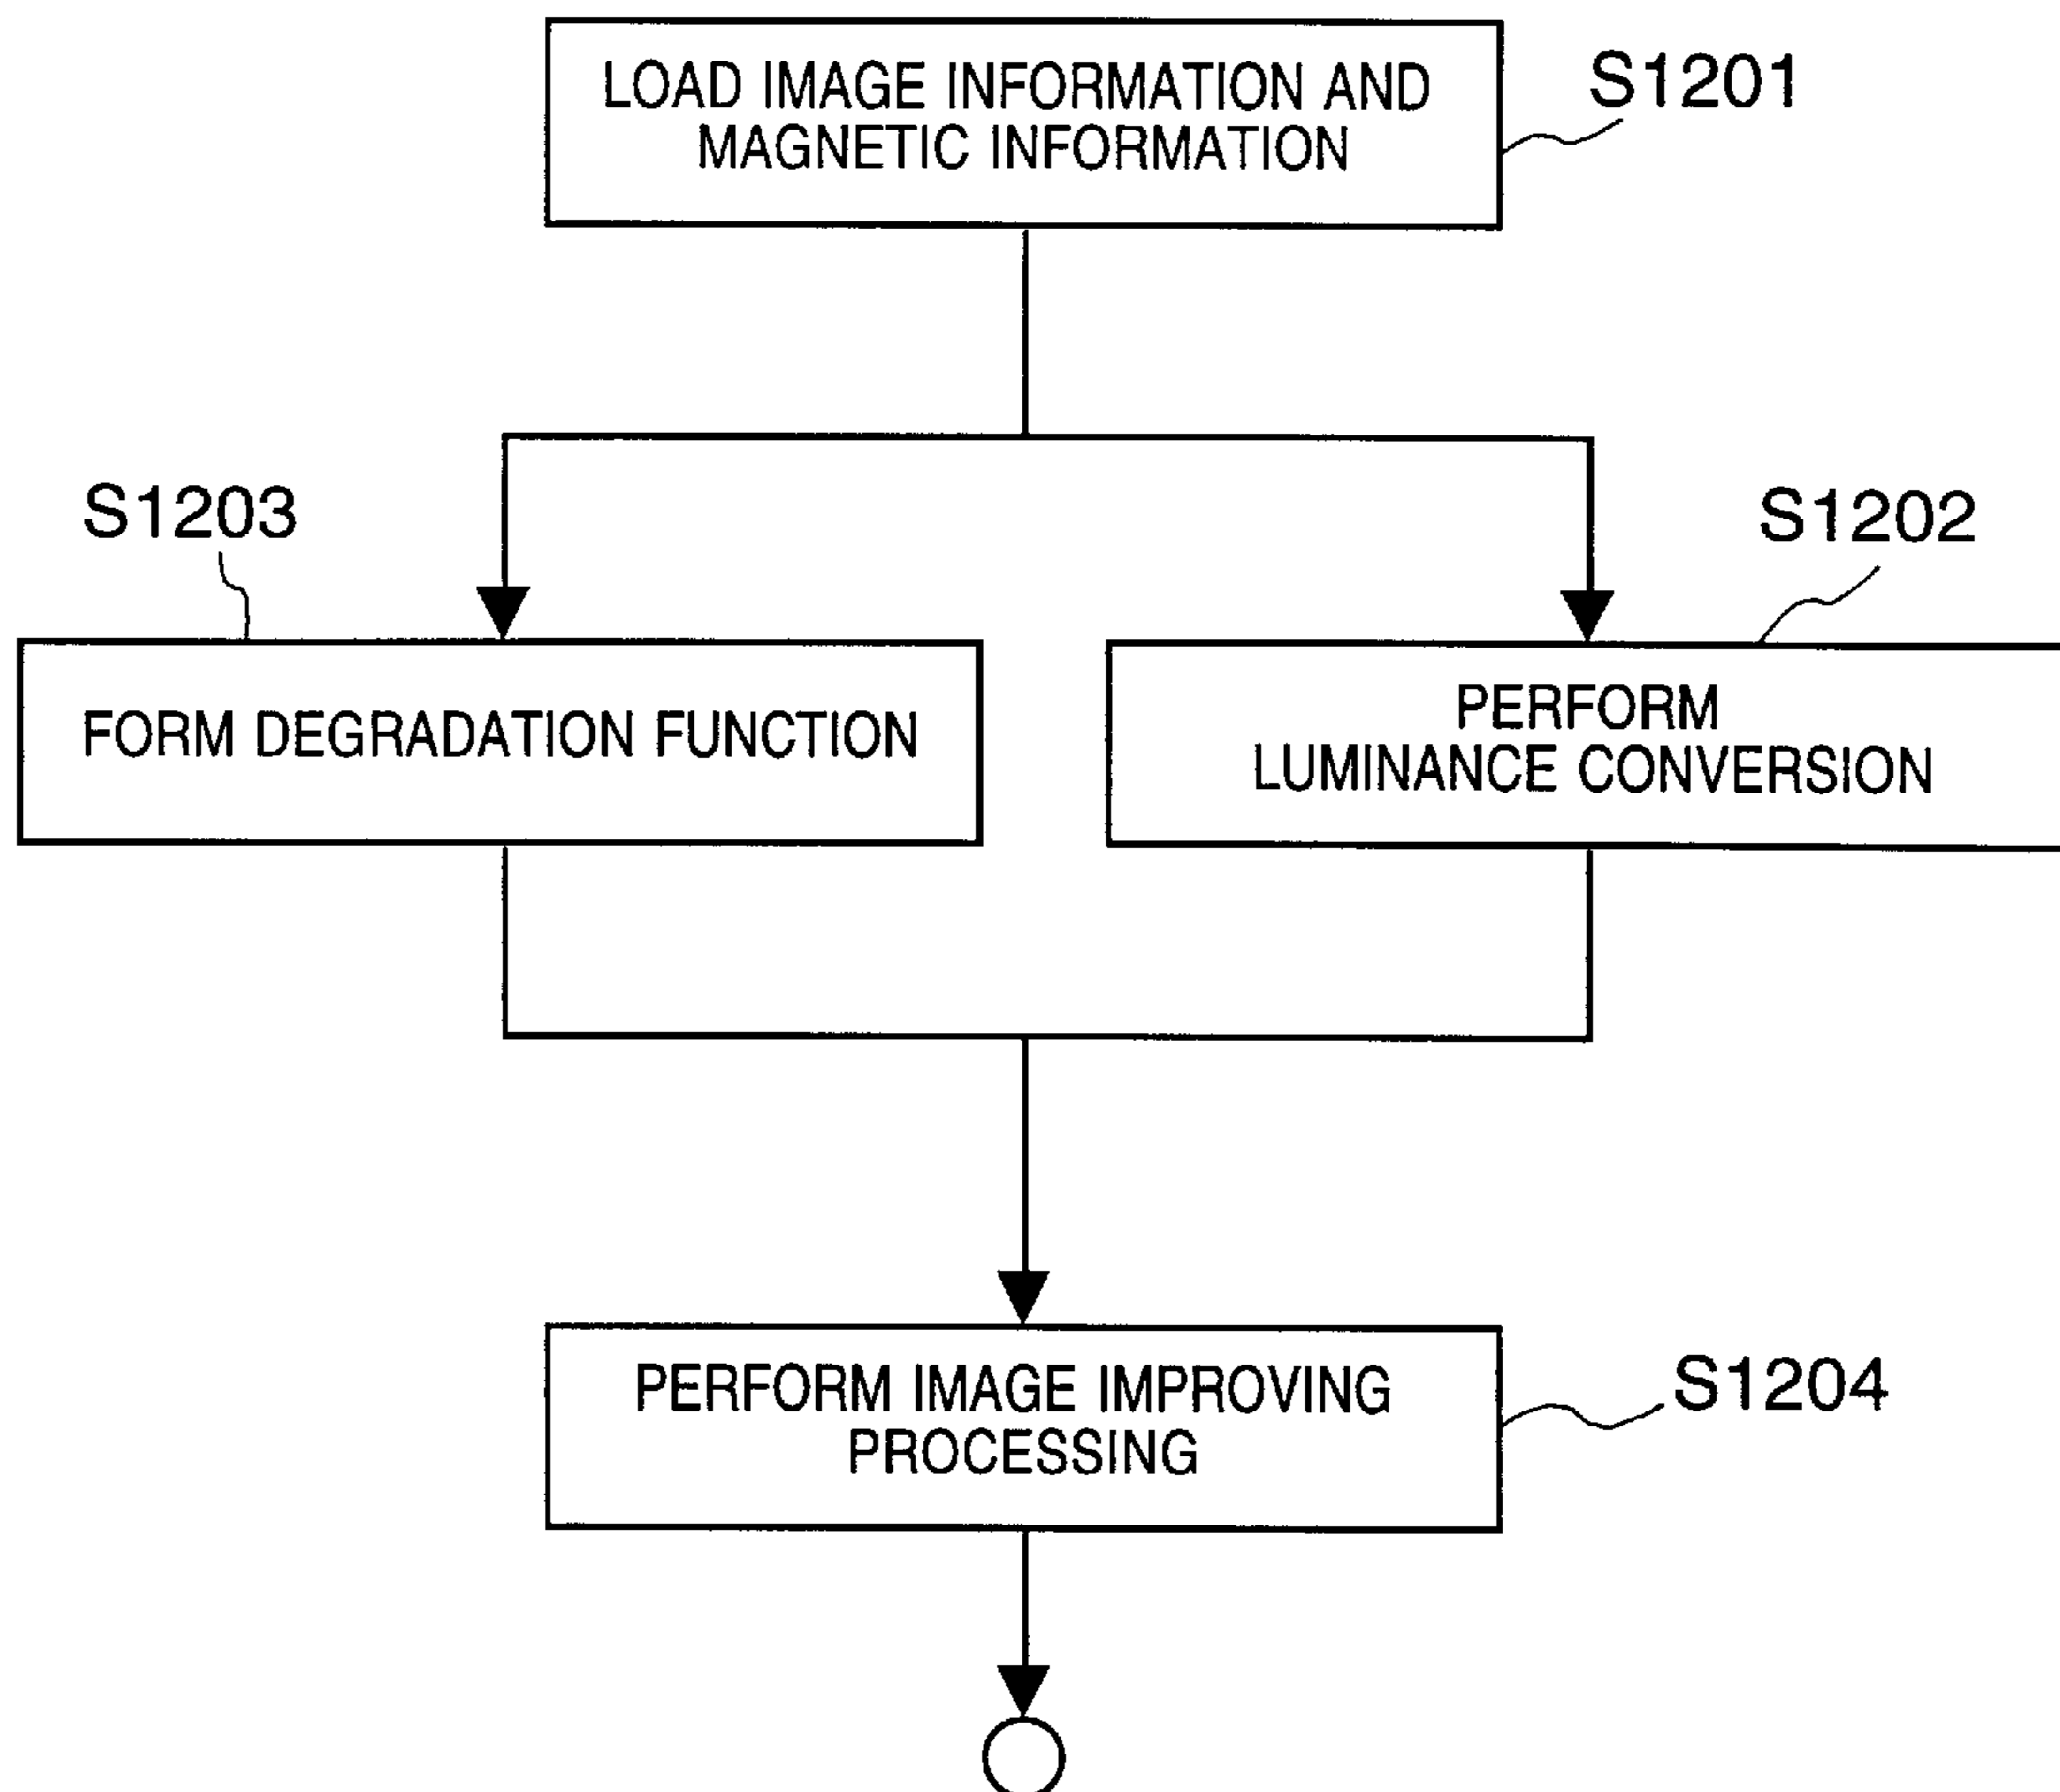 LOAD IMAGE INFORMATION AND
MAGNETIC INFORMATION
S1201
S1203
S1202
FORM DEGRADATION FUNCTION
PERFORM
LUMINANCE CONVERSION
PERFORM IMAGE IMPROVING
PROCESSING
S1204